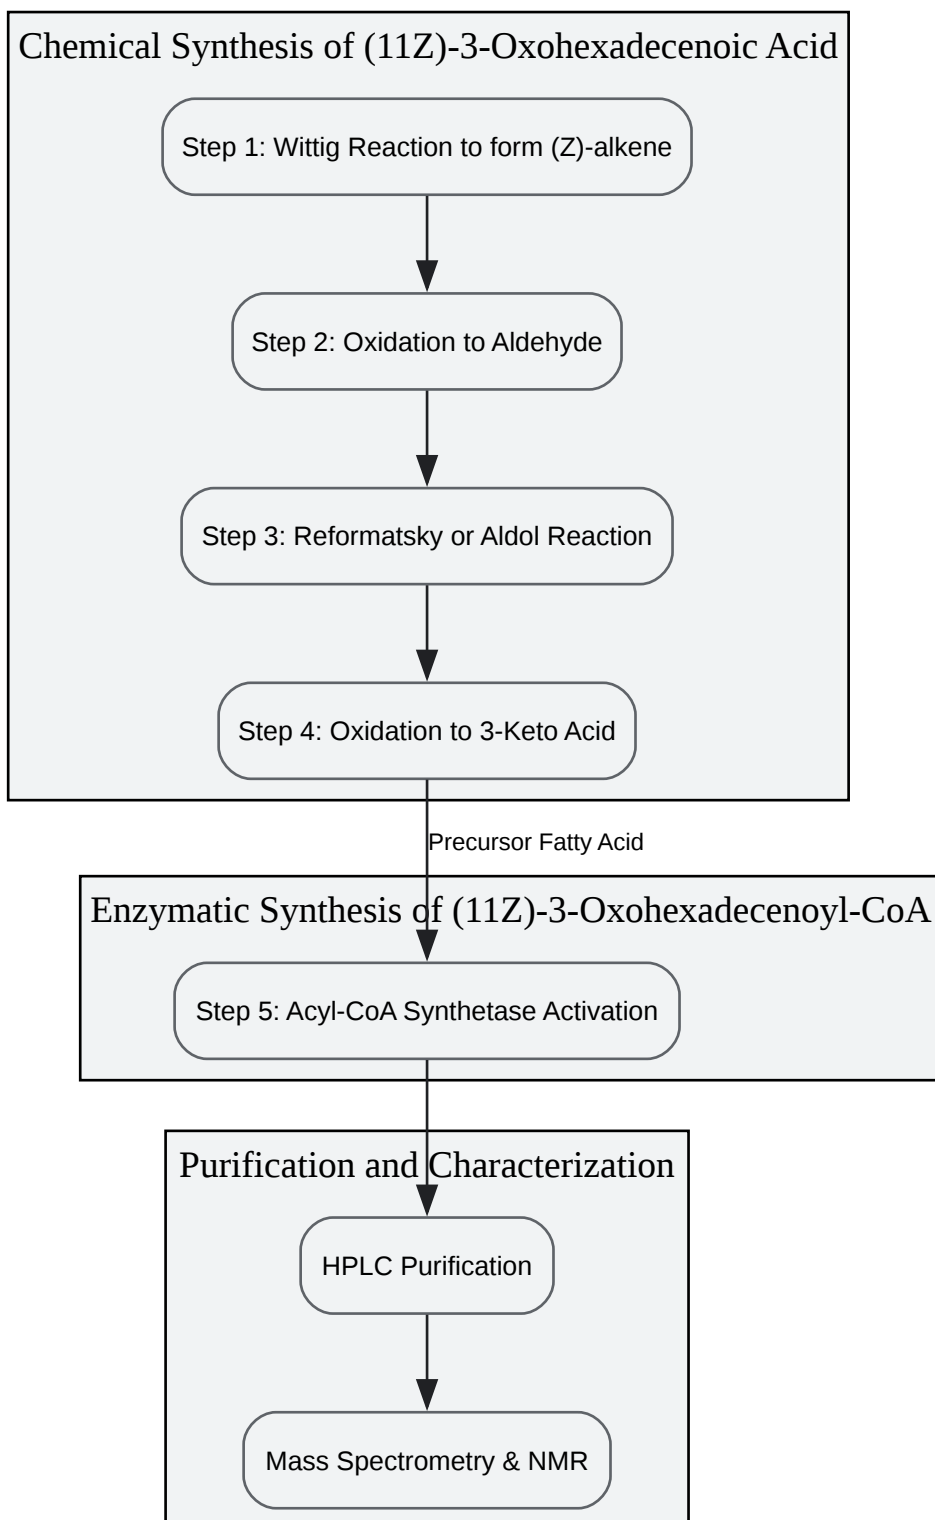 Chemical Synthesis of (11Z)-3-Oxohexadecenoic Acid
Step 1: Wittig Reaction to form (Z)-alkene
Step 2: Oxidation to Aldehyde
Step 3: Reformatsky or Aldol Reaction
Step 4: Oxidation to 3-Keto Acid
Precursor Fatty Acid
Enzymatic Synthesis of (11Z)-3-Oxohexadecenoyl-CoA
Step 5: Acyl-CoA Synthetase Activation
Purification and Characterization
HPLC Purification
Mass Spectrometry & NMR